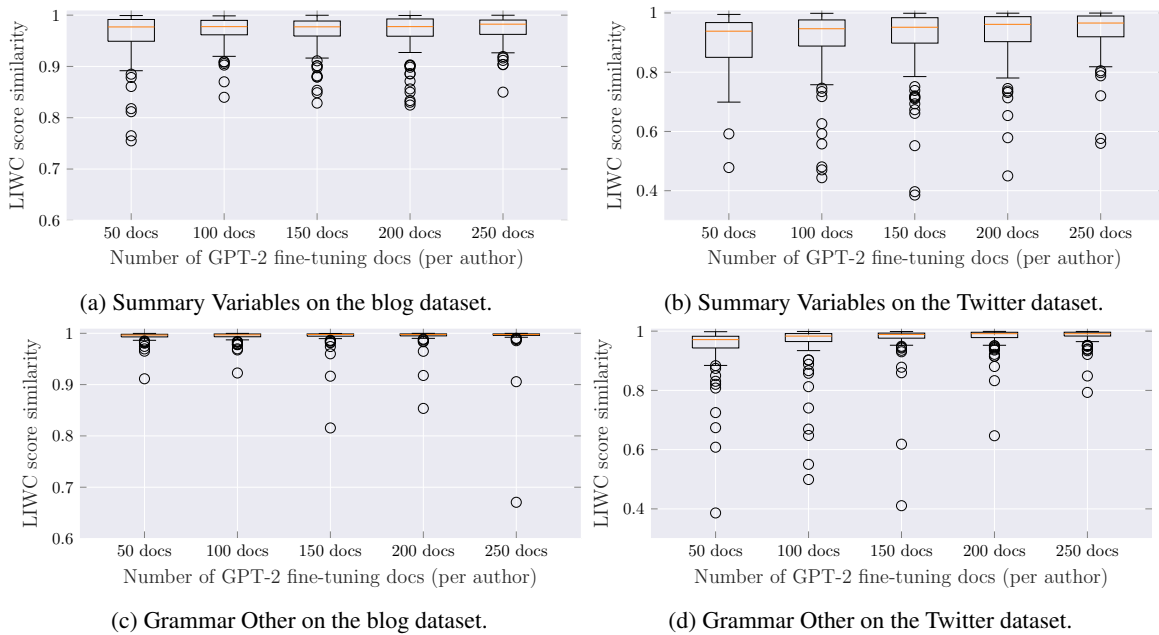 1
0.9
0.8
0.7
0.6
LIWC score similarity
50 docs 100 docs 150 docs 200 docs 250 docs
Number of GPT-2 fine-tuning docs (per author)
(a) Summary Variables on the blog dataset.
1
0.8
0.6
0.4
LIWC score similarity
50 docs 100 docs 150 docs 200 docs 250 docs
Number of GPT-2 fine-tuning docs (per author)
(b) Summary Variables on the Twitter dataset.
1
0.9
0.8
0.7
0.6
LIWC score similarity
50 docs 100 docs 150 docs 200 docs 250 docs
Number of GPT-2 fine-tuning docs (per author)
(c) Grammar Other on the blog dataset.
1
0.8
0.6
0.4
LIWC score similarity
50 docs 100 docs 150 docs 200 docs 250 docs
Number of GPT-2 fine-tuning docs (per author)
(d) Grammar Other on the Twitter dataset.